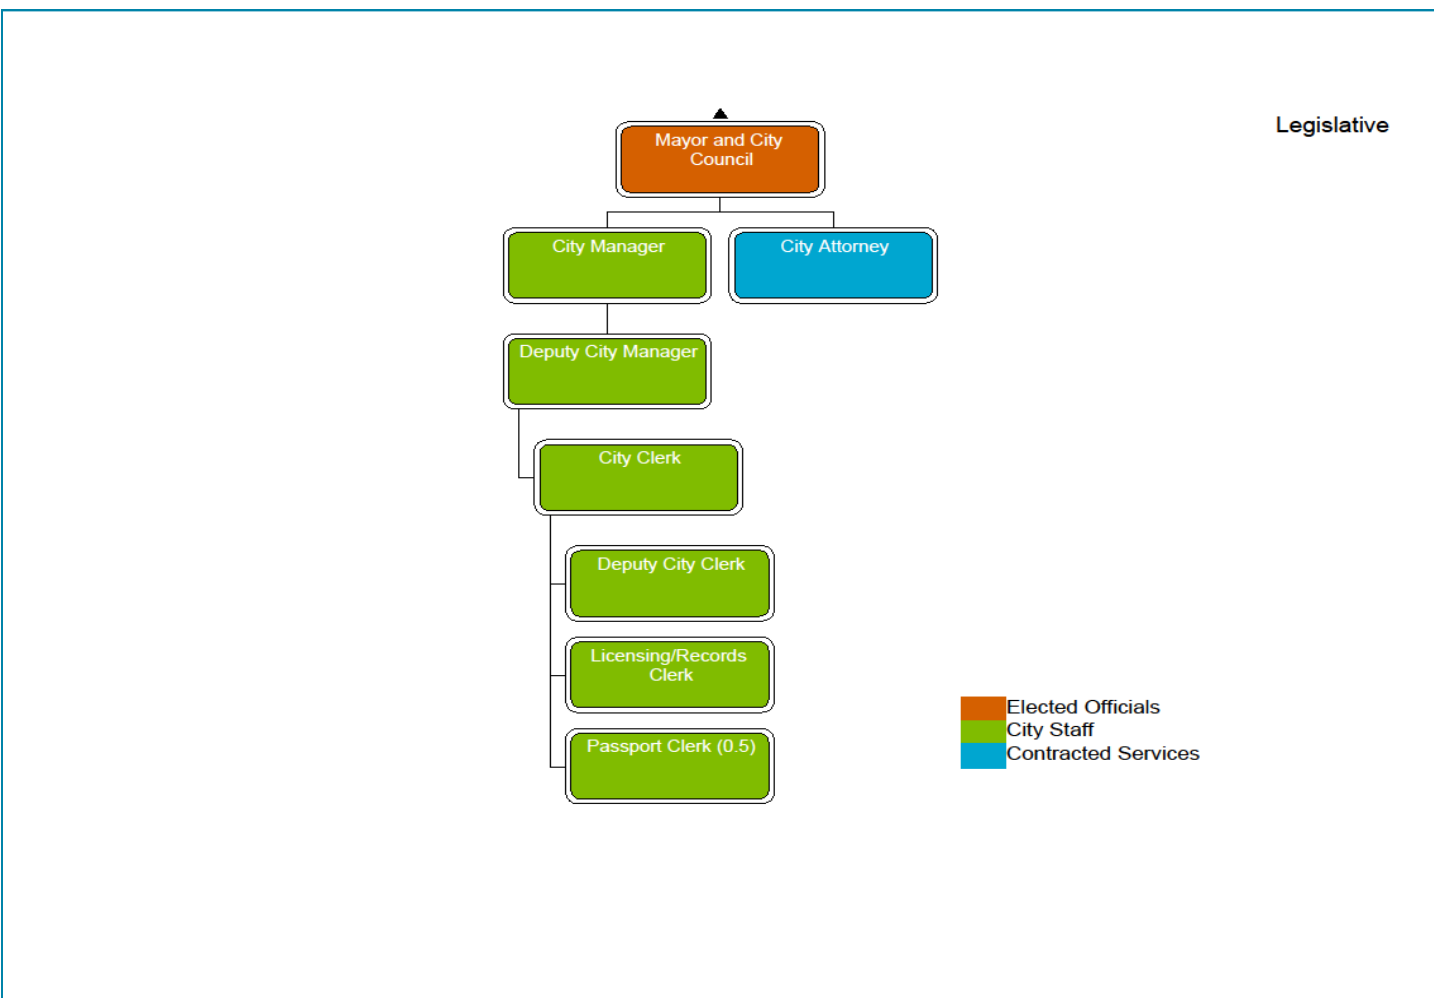 Legislative
Mayor and City
Council
City Manager
City Attorney
Deputy City Manager
City Clerk
Deputy City Clerk
Licensing/Records
Clerk
Passport Clerk (0.5)
Elected Officials
City Staff
Contracted Services